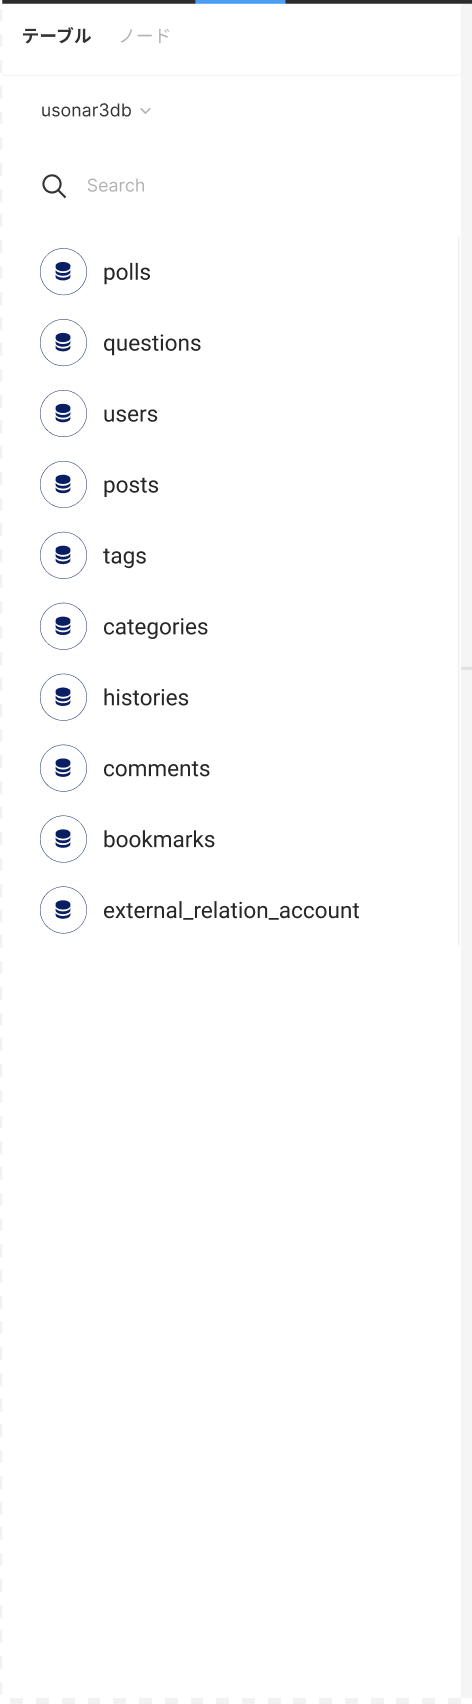 テーブル ノード
usonar3db
Search
polls
questions
users
posts
tags
categories
histories
comments
bookmarks
external_relation_account